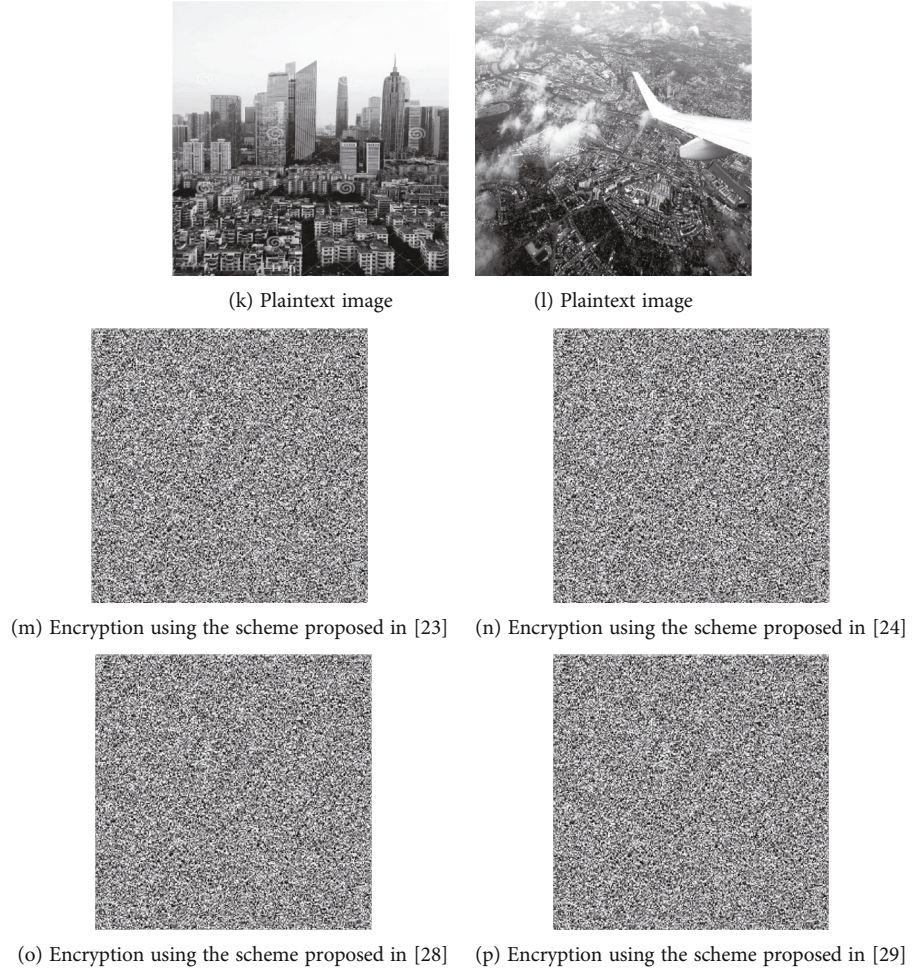 (k) Plaintext image
(l) Plaintext image
(m) Encryption using the scheme proposed in [23]
(n) Encryption using the scheme proposed in [24]
(o) Encryption using the scheme proposed in [28]
(p) Encryption using the scheme proposed in [29]